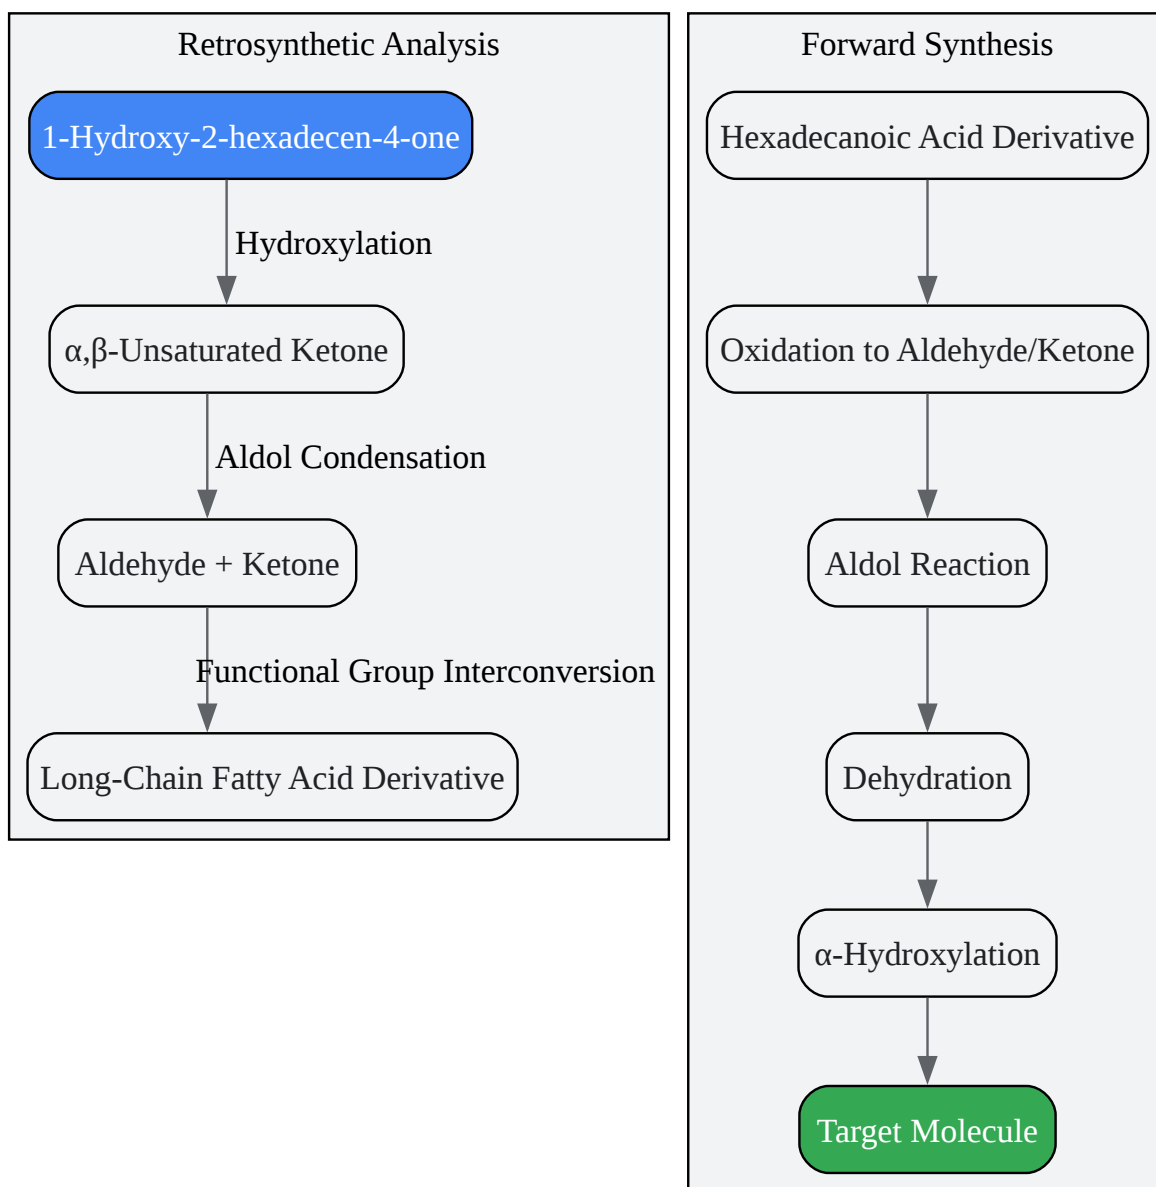 Retrosynthetic Analysis
1-Hydroxy-2-hexadecen-4-one
Hydroxylation
α,β-Unsaturated Ketone
Aldol Condensation
Aldehyde + Ketone
Functional Group Interconversion
Long-Chain Fatty Acid Derivative
Forward Synthesis
Hexadecanoic Acid Derivative
Oxidation to Aldehyde/Ketone
Aldol Reaction
Dehydration
α-Hydroxylation
Target Molecule